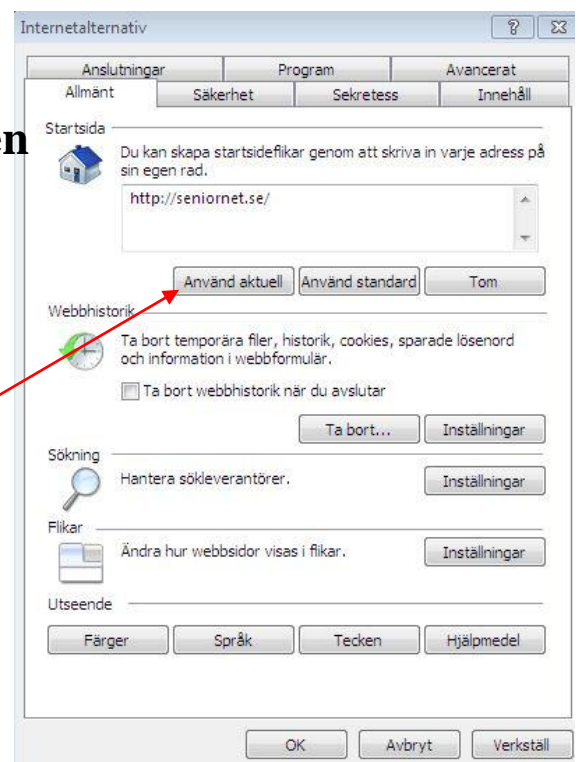 Internetalternativ
Anslutningar Program Avancerat
Allmänt Säkerhet Sekretess Innehåll
en
Startsida
Du kan skapa startsideflikar genom att skriva in varje adress på
sin egen rad.
http://seniornet.se/
Använd aktuell Använd standard Tom
Webbhistorik
Ta bort temporära filer, historik, cookies, sparade lösenord
och information i webbformulär.
Ta bort webbhistorik när du avslutar
Ta bort... Inställningar
Sökning
Hantera sökleverantörer.
Inställningar
Flikar
Ändra hur webbsidor visas i flikar.
Inställningar
Utseende
Färger Språk Tecken Hjälpmedel
OK Avbryt Verkställ